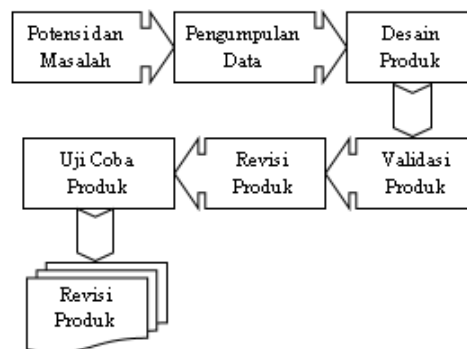 Potensi dan
Masalah
Pengumpulan
Data
Desain
Produk
Validasi
Produk
Revisi
Produk
Uji Coba
Produk
Revisi
Produk